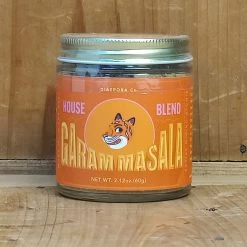 DIASPORA CO.
HOUSE BLEND
GARAM MASALA
NET WT. 2.12oz (60g)